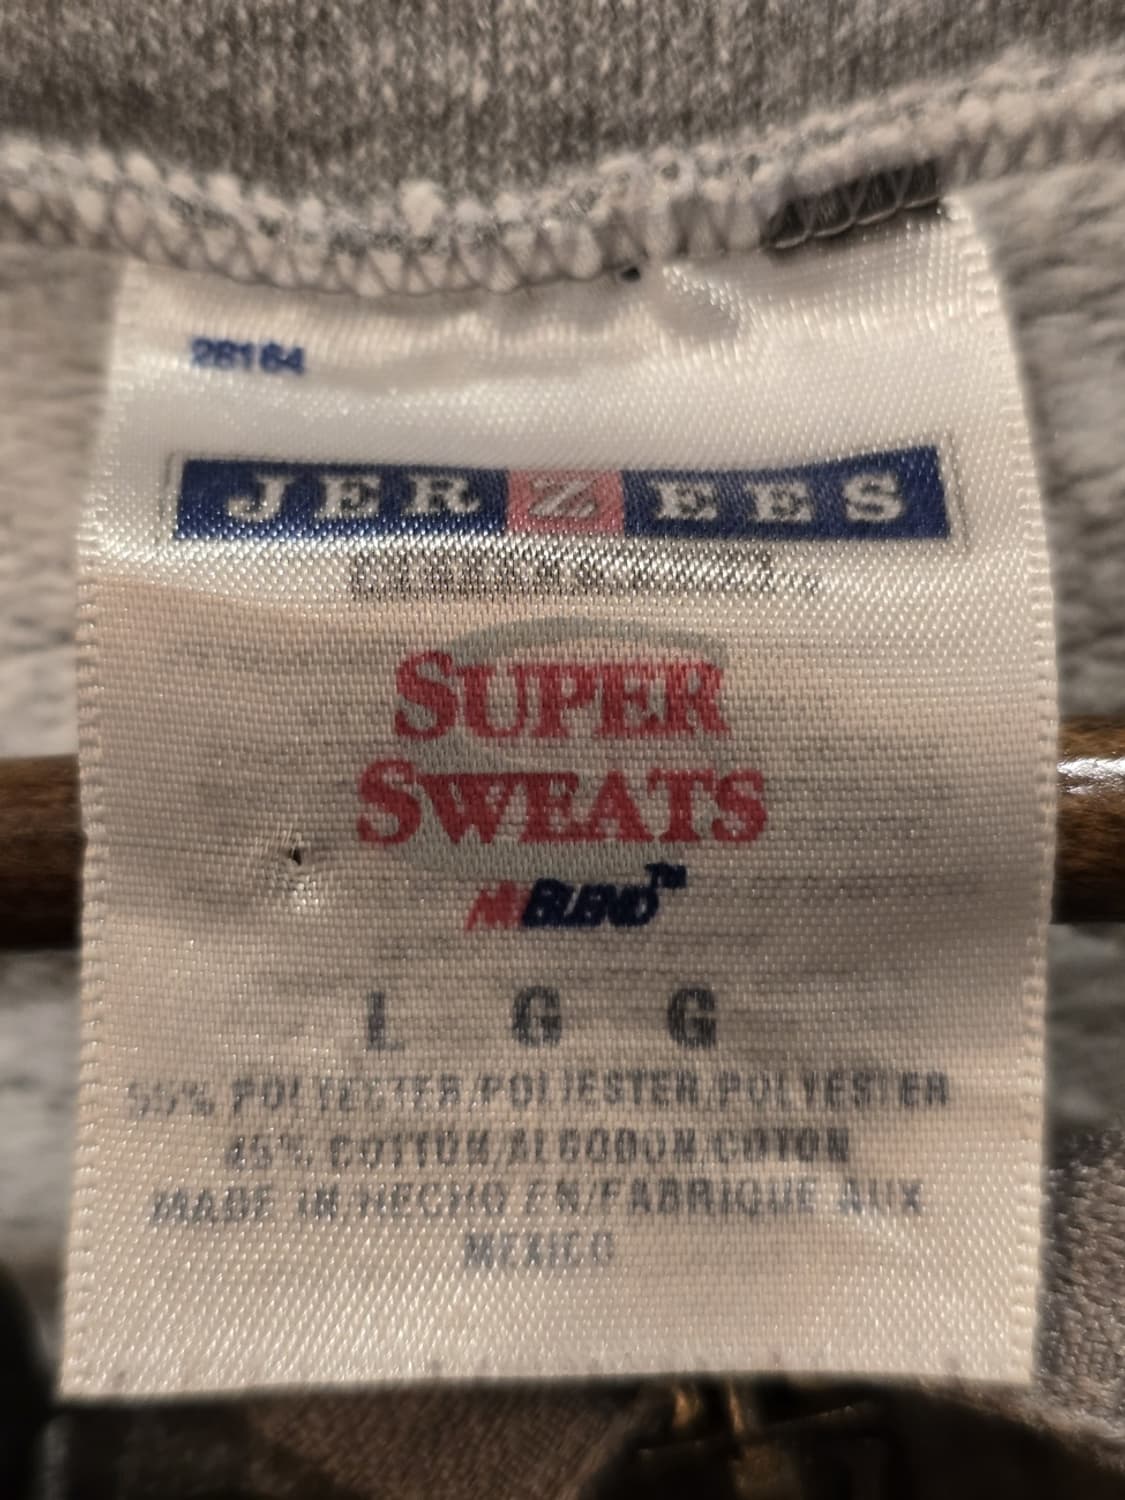 28164
JERZEES
SUPER
SWEATS
NuBLEND™
L G G
55% POLYESTER/POLIESTER/POLYESTER
45% COTTON/ALGODON/COTON
MADE IN/HECHO EN/FABRIQUE AUX
MEXICO